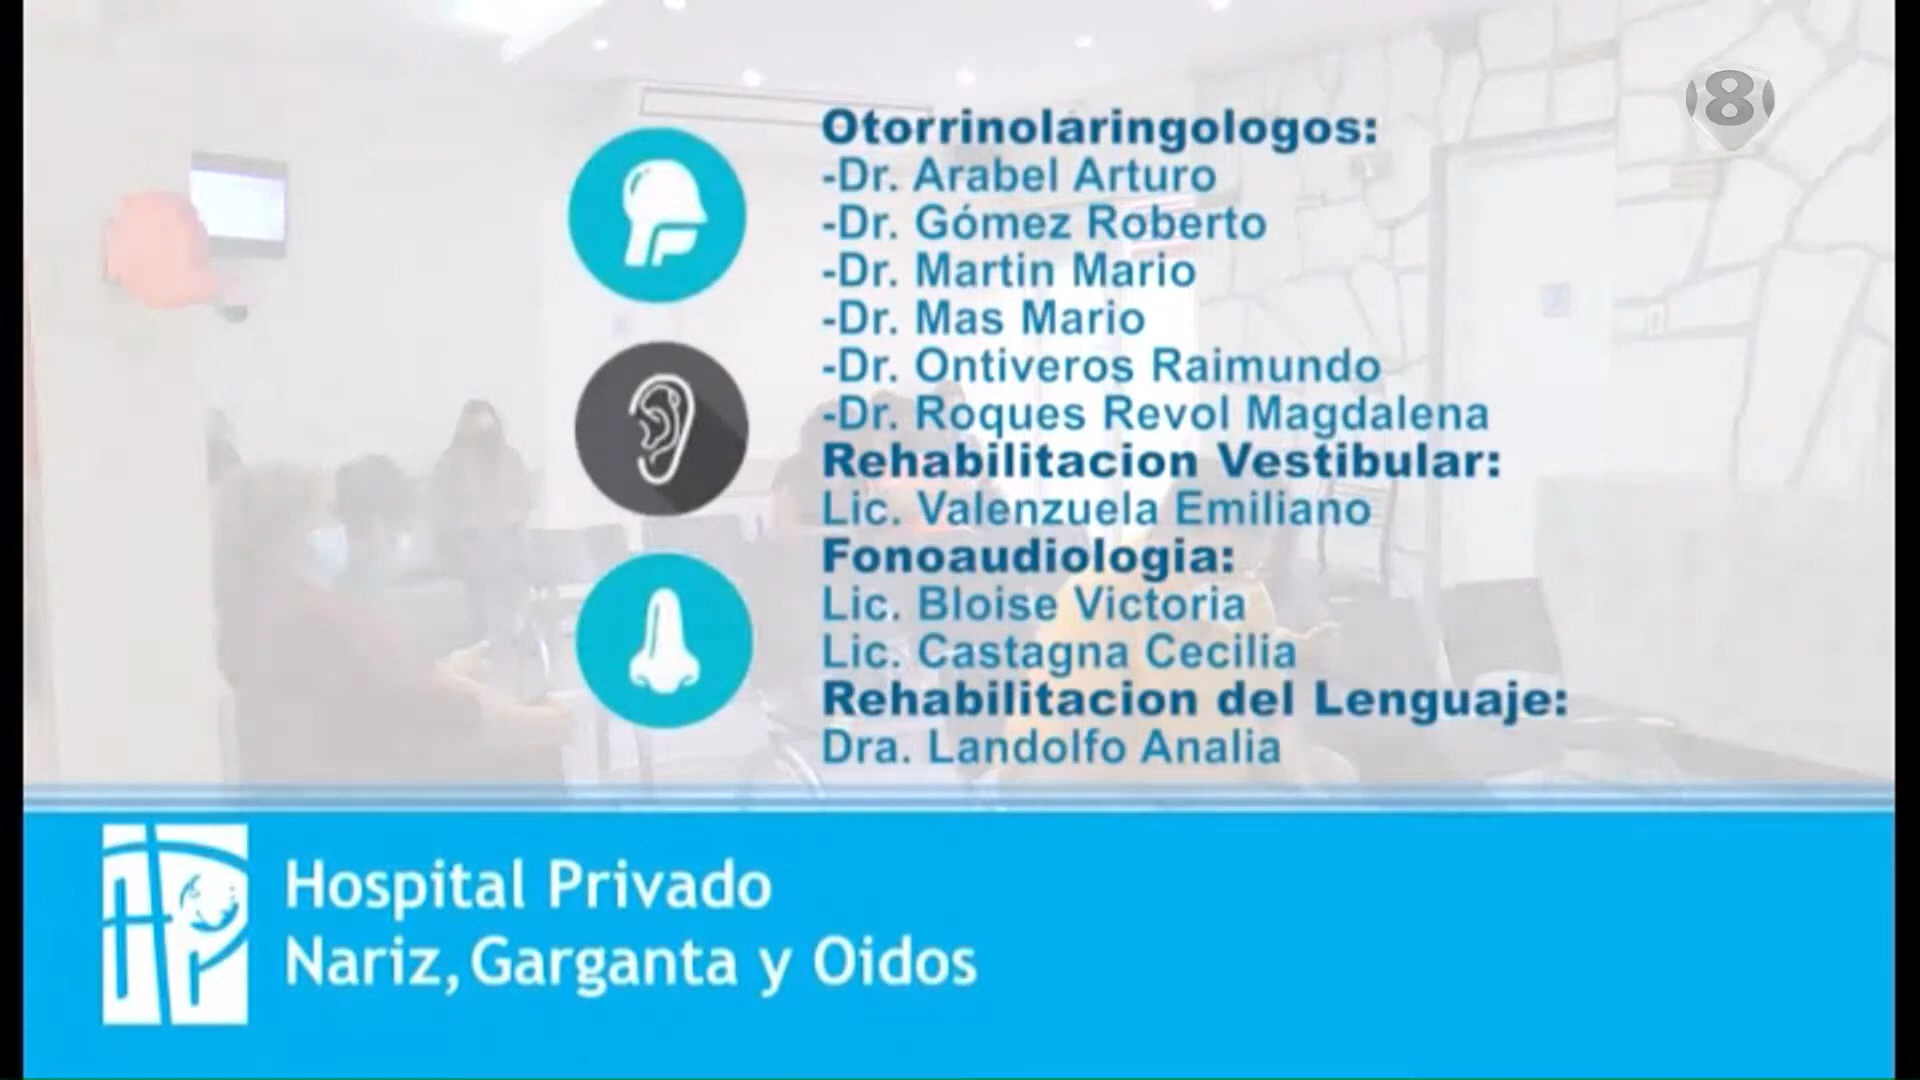 8
Otorrinolaringologos:
-Dr. Arabel Arturo
-Dr. Gómez Roberto
-Dr. Martin Mario
-Dr. Mas Mario
-Dr. Ontiveros Raimundo
-Dr. Roques Revol Magdalena
Rehabilitacion Vestibular:
Lic. Valenzuela Emiliano
Fonoaudiologia:
Lic. Bloise Victoria
Lic. Castagna Cecilia
Rehabilitacion del Lenguaje:
Dra. Landolfo Analia
HP
Hospital Privado
Nariz, Garganta y Oidos